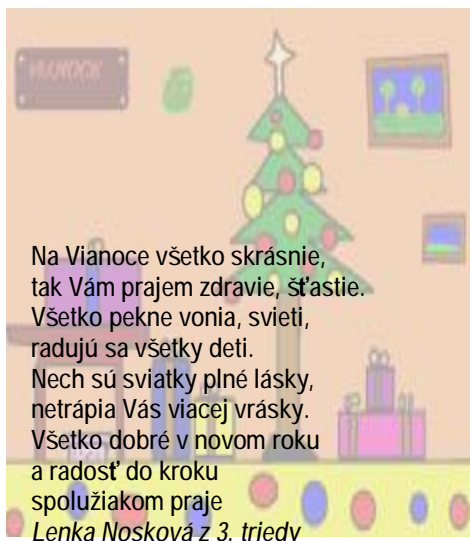 VIANOCE
Na Vianoce všetko skrásnie,
tak Vám prajem zdravie, šťastie.
Všetko pekne vonia, svieti,
radujú sa všetky deti.
Nech sú sviatky plné lásky,
netrápia Vás viacej vrásky.
Všetko dobré v novom roku
a radosť do kroku
spolužiakom praje
Lenka Nosková z 3. triedy